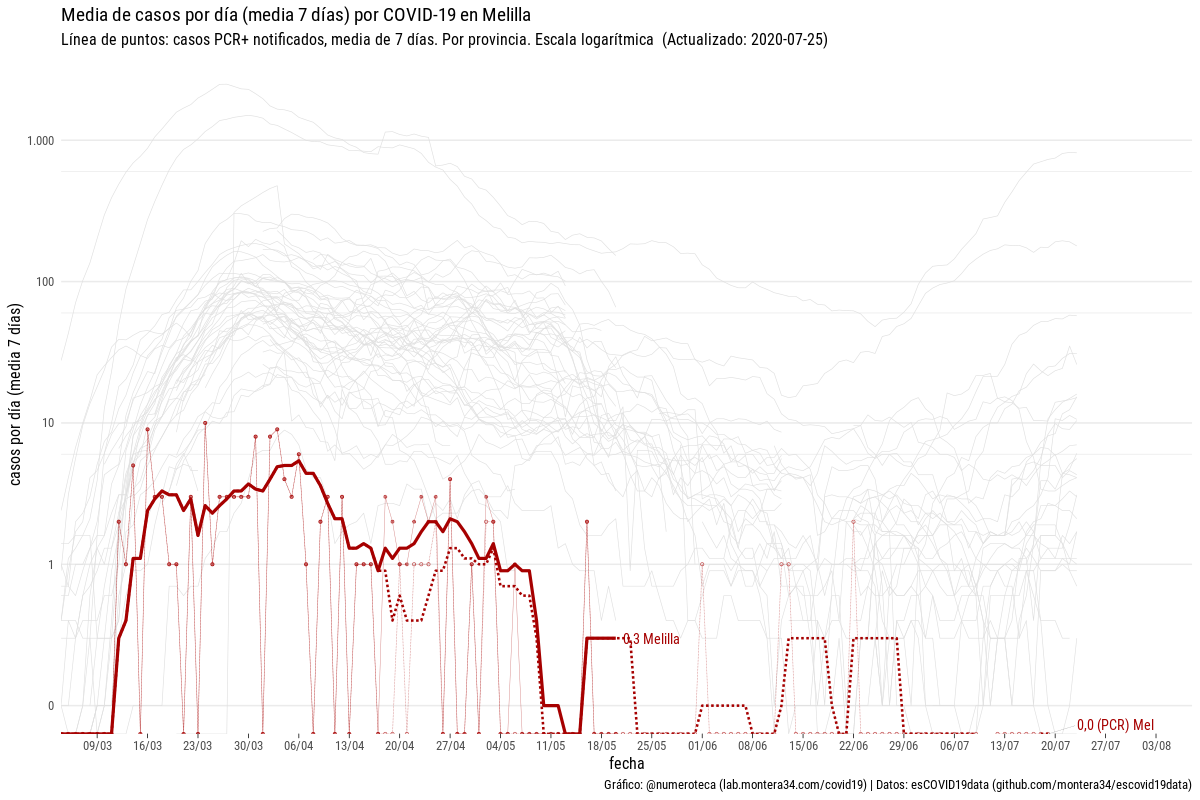 Media de casos por día (media 7 días) por COVID-19 en Melilla
Línea de puntos: casos PCR+ notificados, media de 7 días. Por provincia. Escala logarítmica  (Actualizado: 2020-07-25)
casos por día (media 7 días)
1.000
100
10
1
0
0,3 Melilla
0,0 (PCR) Mel
09/03 16/03 23/03 30/03 06/04 13/04 20/04 27/04 04/05 11/05 18/05 25/05 01/06 08/06 15/06 22/06 29/06 06/07 13/07 20/07 27/07 03/08
fecha
Gráfico: @numeroteca (lab.montera34.com/covid19) | Datos: esCOVID19data (github.com/montera34/escovid19data)